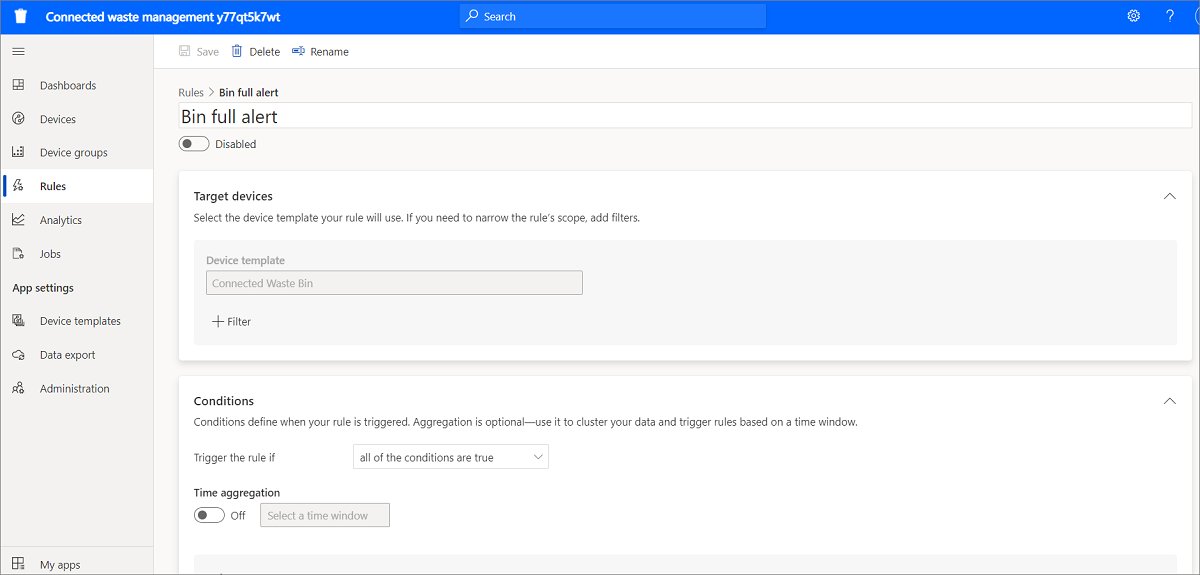 Connected waste management y77qt5k7wt
Search
?
Save Delete Rename
Dashboards
Devices
Device groups
Rules
Analytics
Jobs
App settings
Device templates
Data export
Administration
My apps
Rules > Bin full alert
Bin full alert
Disabled
Target devices
Select the device template your rule will use. If you need to narrow the rule's scope, add filters.
Device template
Connected Waste Bin
+ Filter
Conditions
Conditions define when your rule is triggered. Aggregation is optional—use it to cluster your data and trigger rules based on a time window.
Trigger the rule if all of the conditions are true
Time aggregation
Off Select a time window